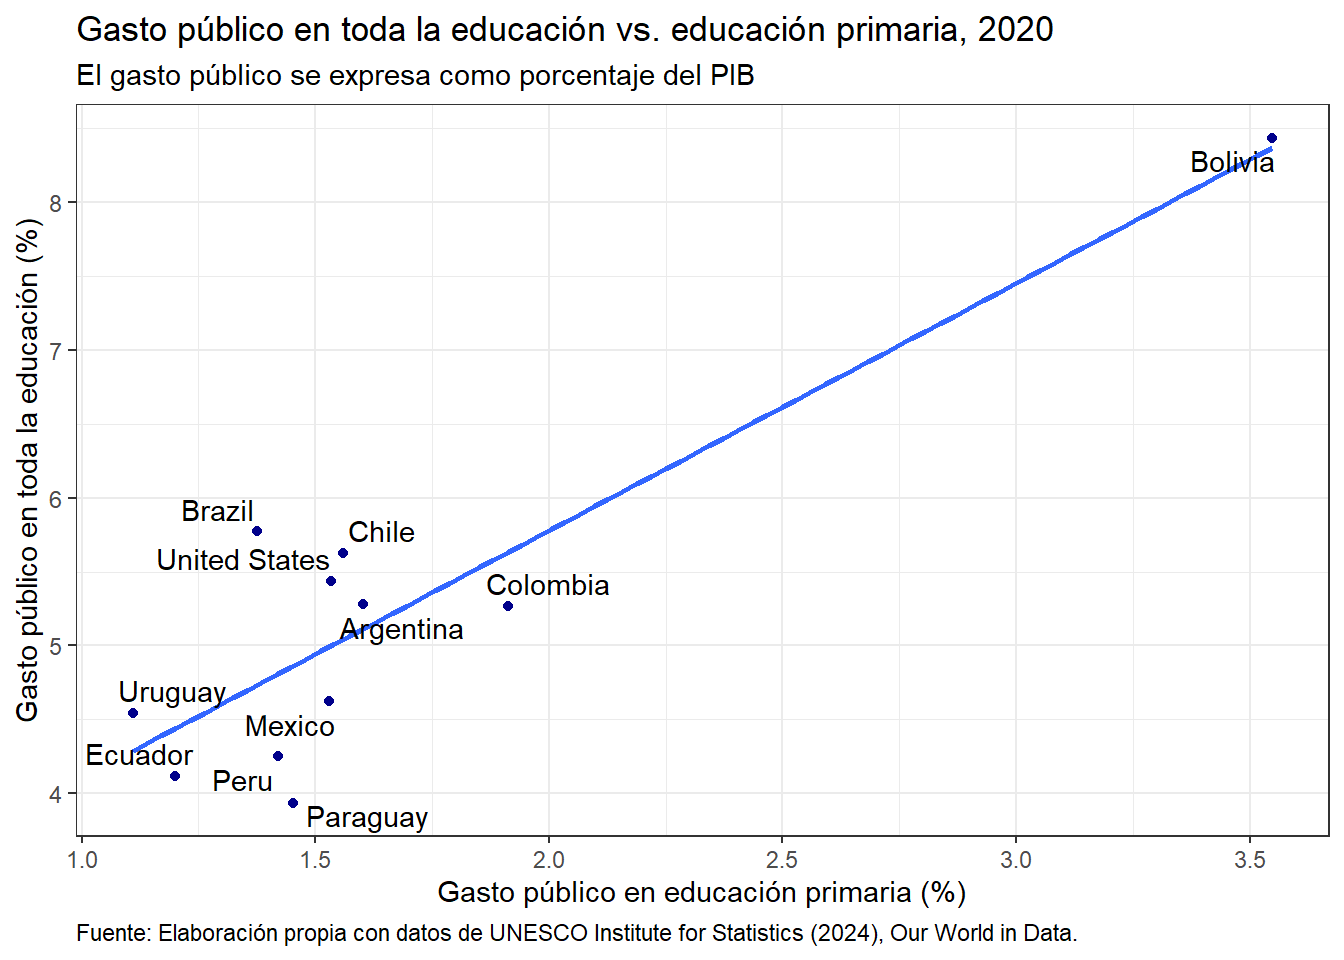 Gasto público en toda la educación vs. educación primaria, 2020
El gasto público se expresa como porcentaje del PIB
Gasto público en toda la educación (%)
8
7
6
5
4
Bolivia
Brazil
Chile
United States
Colombia
Argentina
Uruguay
Mexico
Ecuador
Peru
Paraguay
1.0 1.5 2.0 2.5 3.0 3.5
Gasto público en educación primaria (%)
Fuente: Elaboración propia con datos de UNESCO Institute for Statistics (2024), Our World in Data.